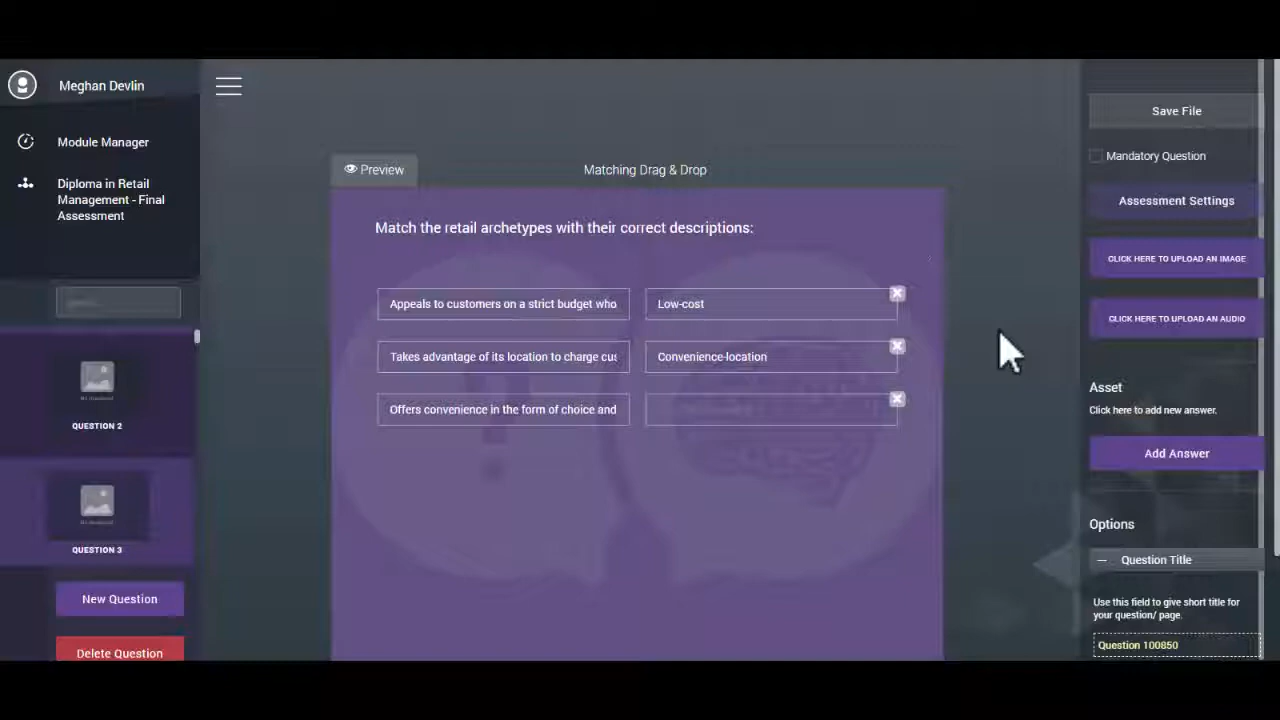 Meghan Devlin
Module Manager
Diploma in Retail
Management - Final
Assessment
QUESTION 2
QUESTION 3
New Question
Delete Question
Preview
Matching Drag & Drop
Match the retail archetypes with their correct descriptions:
Appeals to customers on a strict budget who
Low-cost
Takes advantage of its location to charge cus
Convenience-location
Offers convenience in the form of choice and
Save File
Mandatory Question
Assessment Settings
CLICK HERE TO UPLOAD AN IMAGE
CLICK HERE TO UPLOAD AN AUDIO
Asset
Click here to add new answer.
Add Answer
Options
Question Title
Use this field to give short title for
your question/ page.
Question 100850